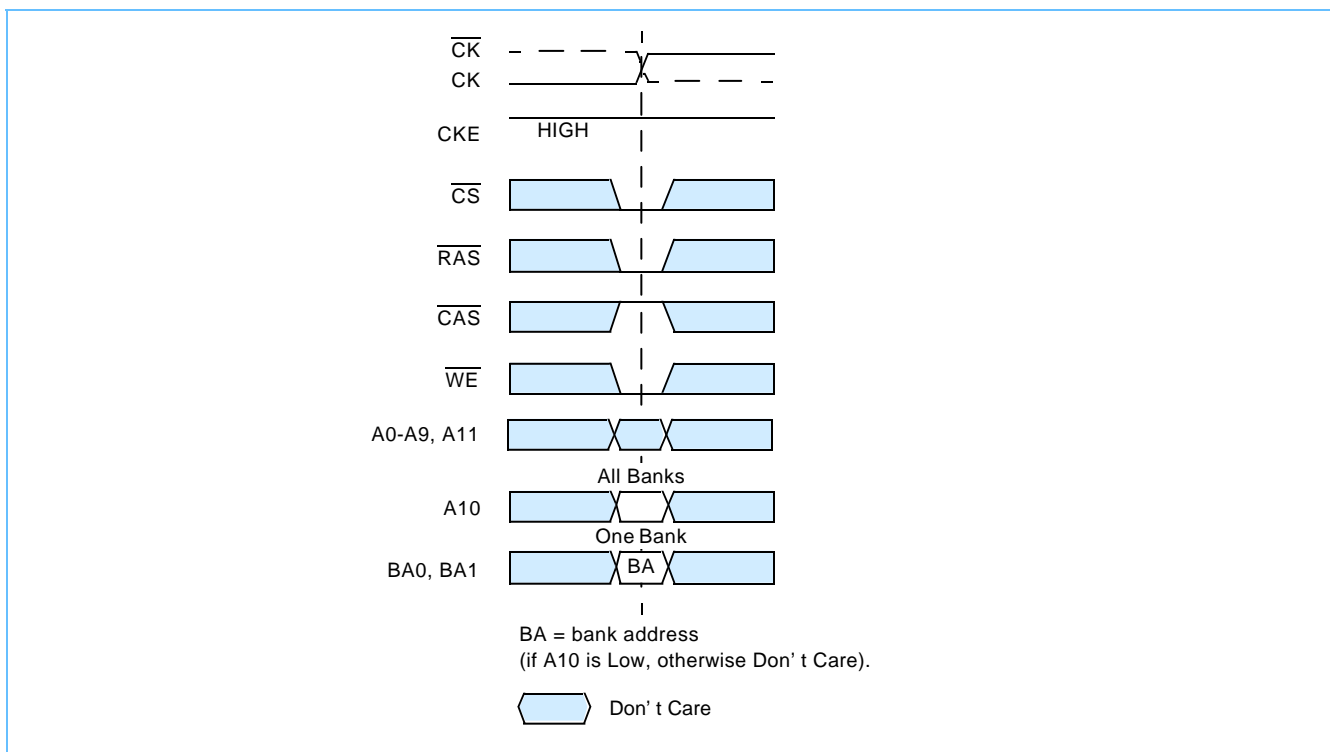 CK
CK
CKE
HIGH
CS
RAS
CAS
WE
A0-A9, A11
All Banks
A10
One Bank
BA0, BA1
BA
BA = bank address
(if A10 is Low, otherwise Don' t Care).
Don' t Care